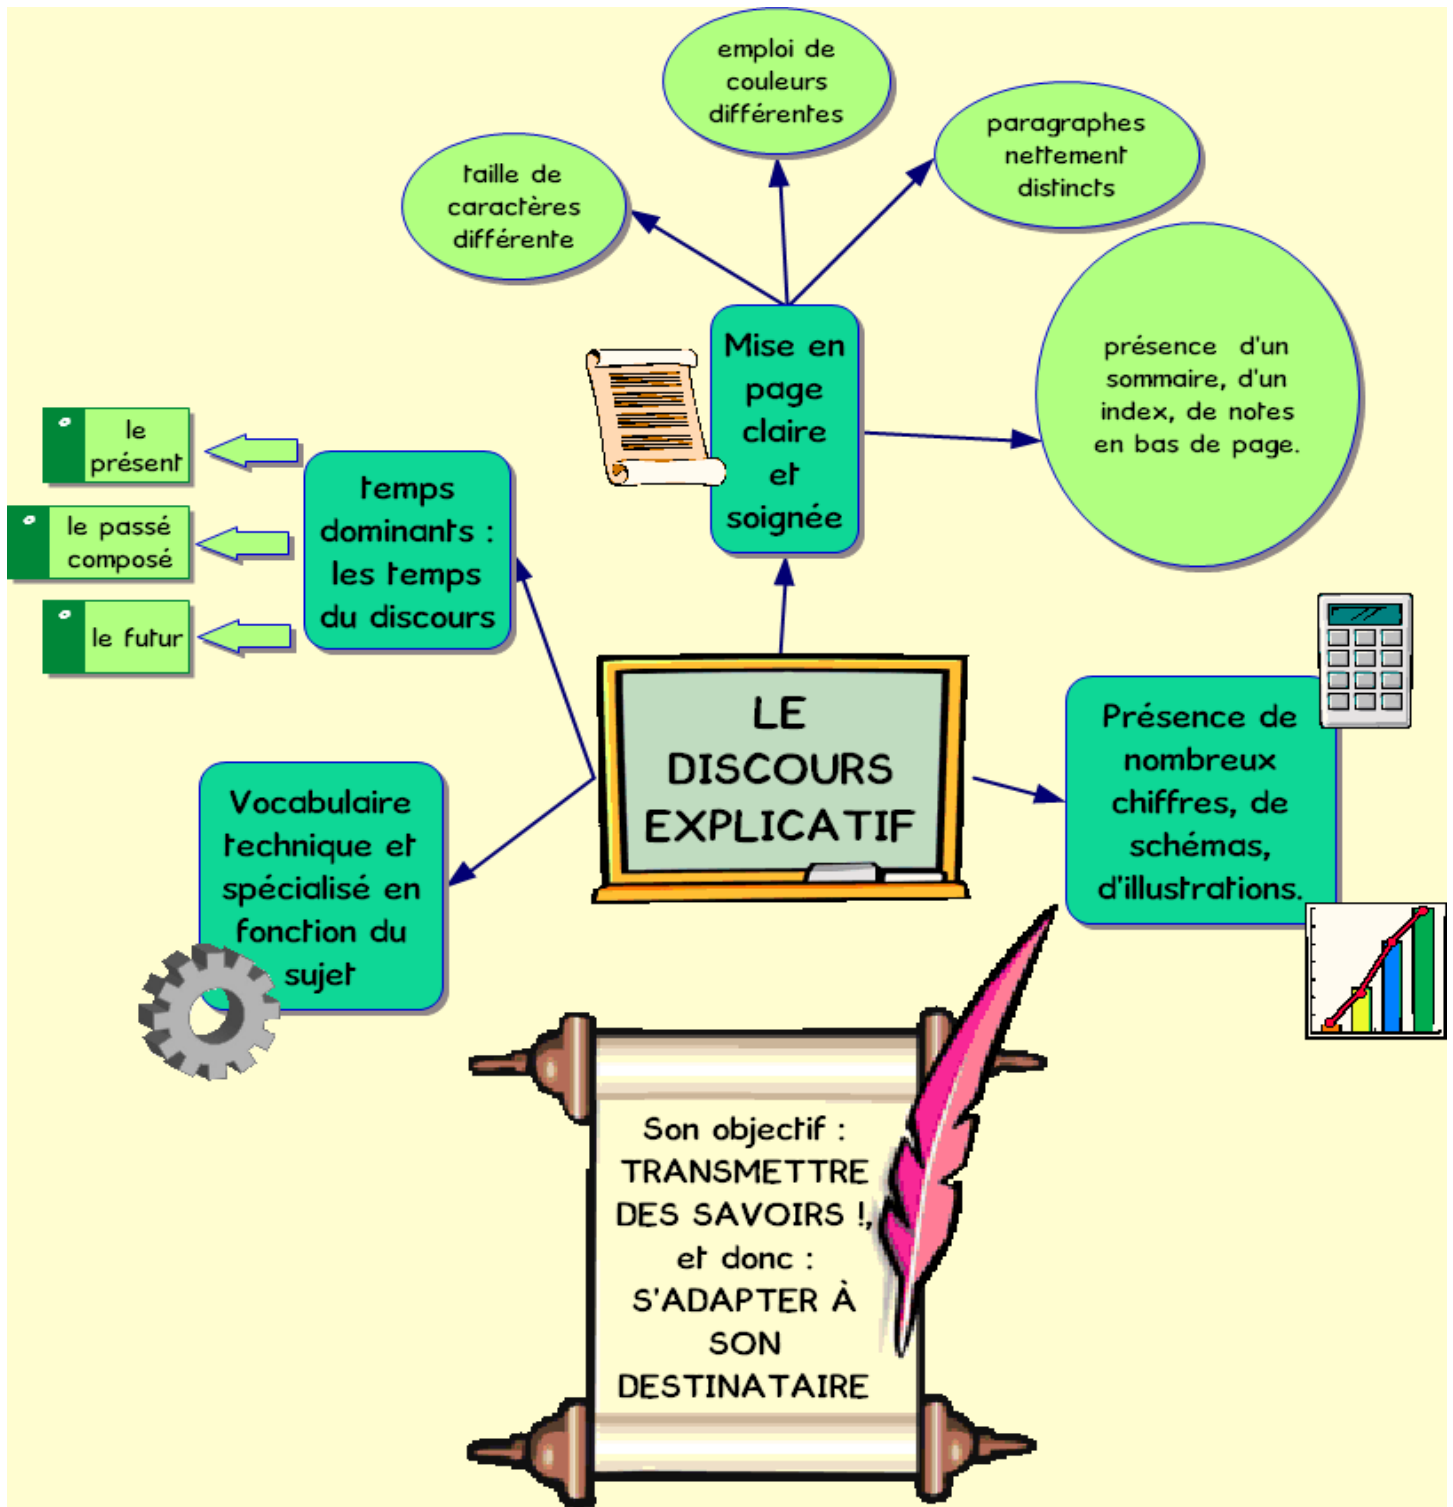 emploi de
couleurs
différentes
paragraphes
nettement
distincts
taille de
caractères
différente
présence d'un
sommaire, d'un
index, de notes
en bas de page.
Mise en
page
claire
et
soignée
le
présent
le passé
composé
le futur
temps
dominants :
les temps
du discours
LE
DISCOURS
EXPLICATIF
Présence de
nombreux
chiffres, de
schémas,
d'illustrations.
Vocabulaire
technique et
spécialisé en
fonction du
sujet
Son objectif :
TRANSMETTRE
DES SAVOIRS !,
et donc :
S'ADAPTER À
SON
DESTINATAIRE